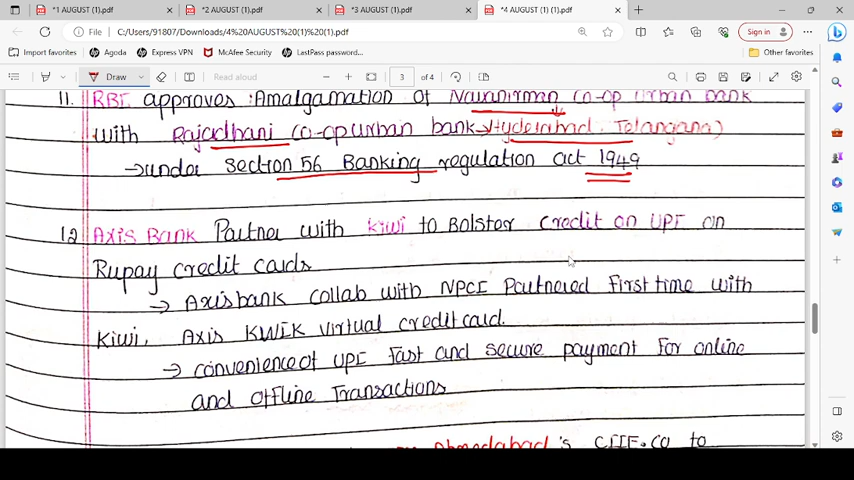 *1 AUGUST (1).pdf
*2 AUGUST (1) (1).pdf
*3 AUGUST (1).pdf
*4 AUGUST (1) (1).pdf
File C:/Users/91807/Downloads/4%20AUGUST%20(1)%20(1).pdf
Sign in
Import favorites Agoda Express VPN McAfee Security LastPass password... Other favorites
Draw Read aloud 3 of 4
11. RBI approves :Amalgamation of Navanirman co-op urban bank
with Rajadhani co-op urban bank→Hyderabad Telangana)
→under section 56 Banking regulation act 1949
12 AXIS BANK Partner with kiwi to Bolster credit on UPI on
Rupay credit cards
→ Axisbank collab with NPCI Partnered First time with
kiwi, Axis KWIK virtual credit card.
→ convenience of UPI fast and secure payment for online
and offline Transactions
Ahmedabad's CIIE.co to